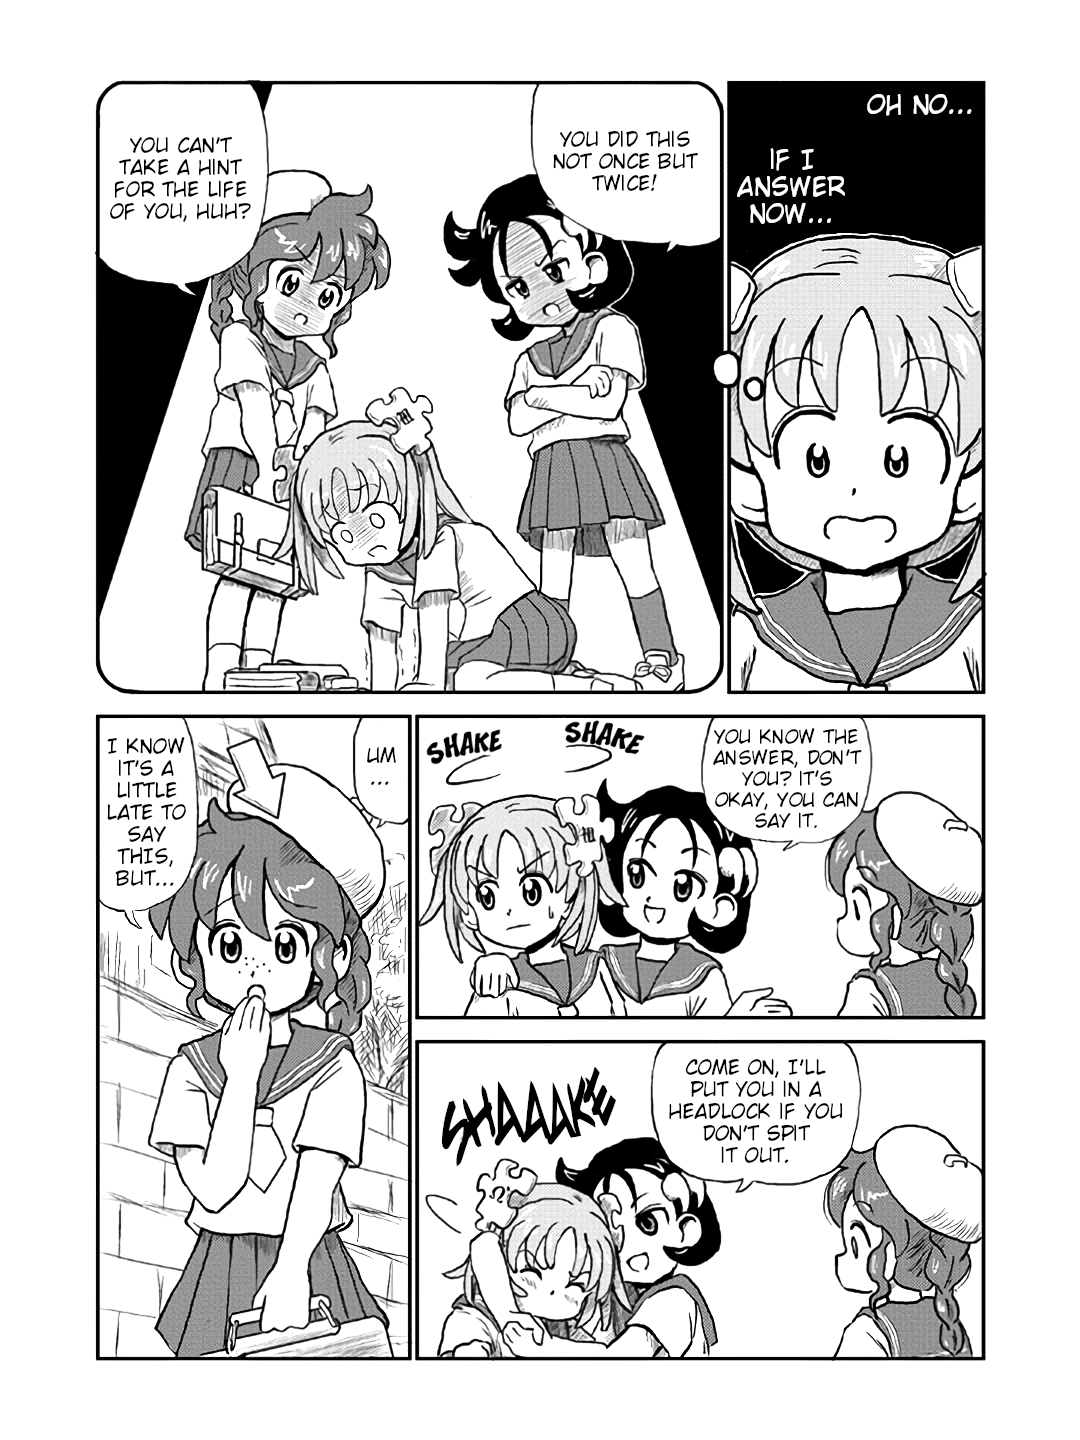 OH NO...
IF I
ANSWER
NOW...
YOU DID THIS
NOT ONCE BUT
TWICE!
YOU CAN'T
TAKE A HINT
FOR THE LIFE
OF YOU, HUH?
YOU KNOW THE
ANSWER, DON'T
YOU? IT'S
OKAY, YOU CAN
SAY IT.
SHAKE
SHAKE
COME ON, I'LL
PUT YOU IN A
HEADLOCK IF YOU
DON'T SPIT
IT OUT.
SHAAAKE
UM
...
I KNOW
IT'S A
LITTLE
LATE TO
SAY
THIS,
BUT...